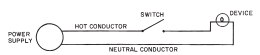 SWITCH
DEVICE
HOT CONDUCTOR
POWER
SUPPLY
NEUTRAL CONDUCTOR